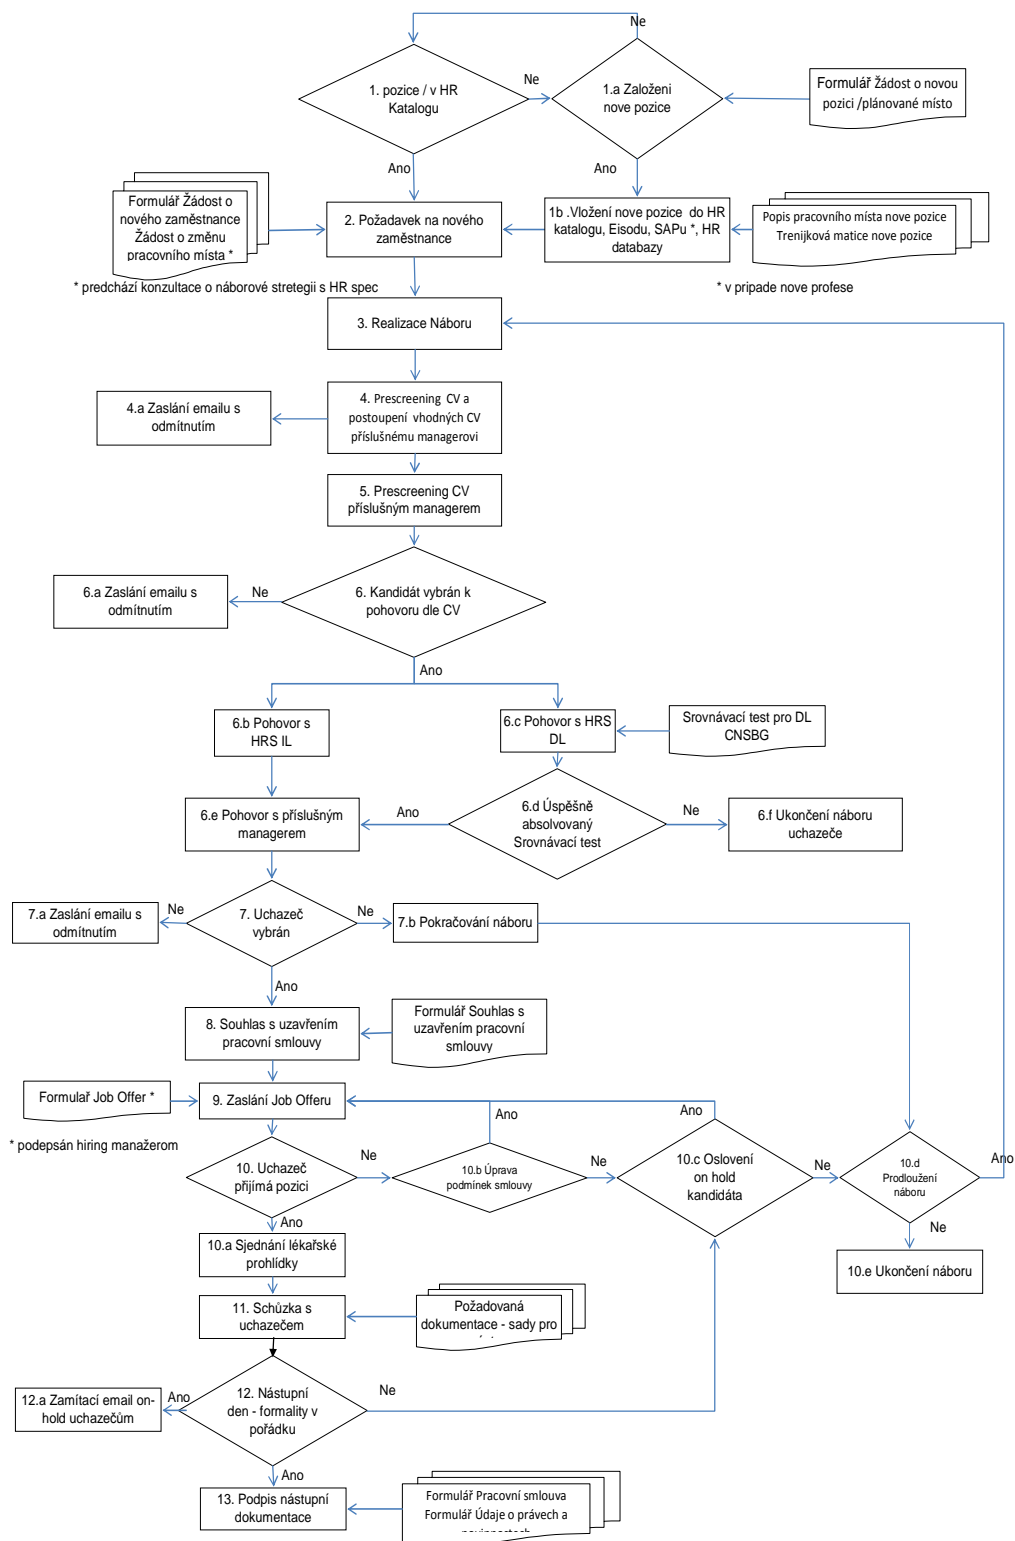 Ne
1. pozice / v HR
Katalogu
Ne
1.a Založeni
nove pozice
Formulář Žádost o novou
pozici /plánované místo
Ano
Ano
Formulář Žádost o
nového zaměstnance
Žádost o změnu
pracovního místa *
2. Požadavek na nového
zaměstnance
1b .Vložení nove pozice do HR
katalogu, Eisodu, SAPu *, HR
databazy
Popis pracovního místa nove pozice
Trenijková matice nové pozice
* predchází konzultace o náborové stretegii s HR spec
* v pripade nove profese
3. Realizace Náboru
4.a Zaslání emailu s
odmítnutím
4. Prescreening CV a
postoupení vhodných CV
příslušnému managerovi
5. Prescreening CV
příslušným managerem
6.a Zaslání emailu s
odmítnutím
Ne
6. Kandidát vybrán k
pohovoru dle CV
Ano
6.b Pohovor s
HRS IL
6.c Pohovor s HRS
DL
Srovnávací test pro DL
CNSBG
6.e Pohovor s příslušným
managerem
Ano
6.d Úspěšně
absolvovaný
Srovnávací test
Ne
6.f Ukončení náboru
uchazeče
7.a Zaslání emailu s
odmítnutím
Ne
7. Uchazeč
vybrán
Ne
7.b Pokračování náboru
Ano
8. Souhlas s uzavřením
pracovní smlouvy
Formulář Souhlas s
uzavřením pracovní
smlouvy
Formulař Job Offer *
9. Zaslání Job Offeru
Ano
Ano
* podepsán hiring manažerom
10. Uchazeč
přijímá pozici
Ne
10.b Úprava
podmínek smlouvy
Ne
10.c Oslovení
on hold
kandidáta
Ne
10.d
Prodloužení
náboru
Ano
Ano
Ne
10.a Sjednání lékařské
prohlídky
10.e Ukončení náboru
11. Schůzka s
uchazečem
Požadovaná
dokumentace - sady pro
12.a Zamítací email on-
hold uchazečům
Ano
12. Nástupní
den - formality v
pořádku
Ne
Ano
13. Podpis nástupní
dokumentace
Formulář Pracovní smlouva
Formulář Údaje o právech a